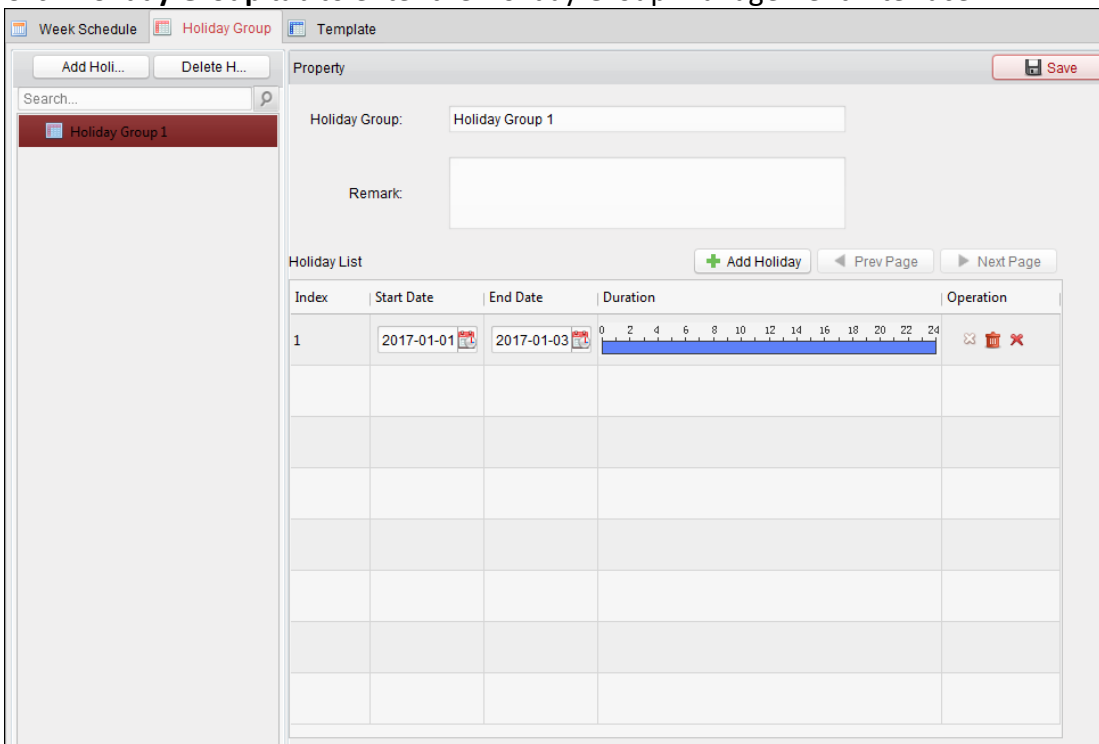 Week Schedule Holiday Group Template
Add Holi... Delete H... Property Save
Search...
Holiday Group 1
Holiday Group: Holiday Group 1
Remark:
Holiday List Add Holiday Prev Page Next Page
Index Start Date End Date Duration Operation
0 2 4 6 8 10 12 14 16 18 20 22 24
1 2017-01-01 2017-01-03